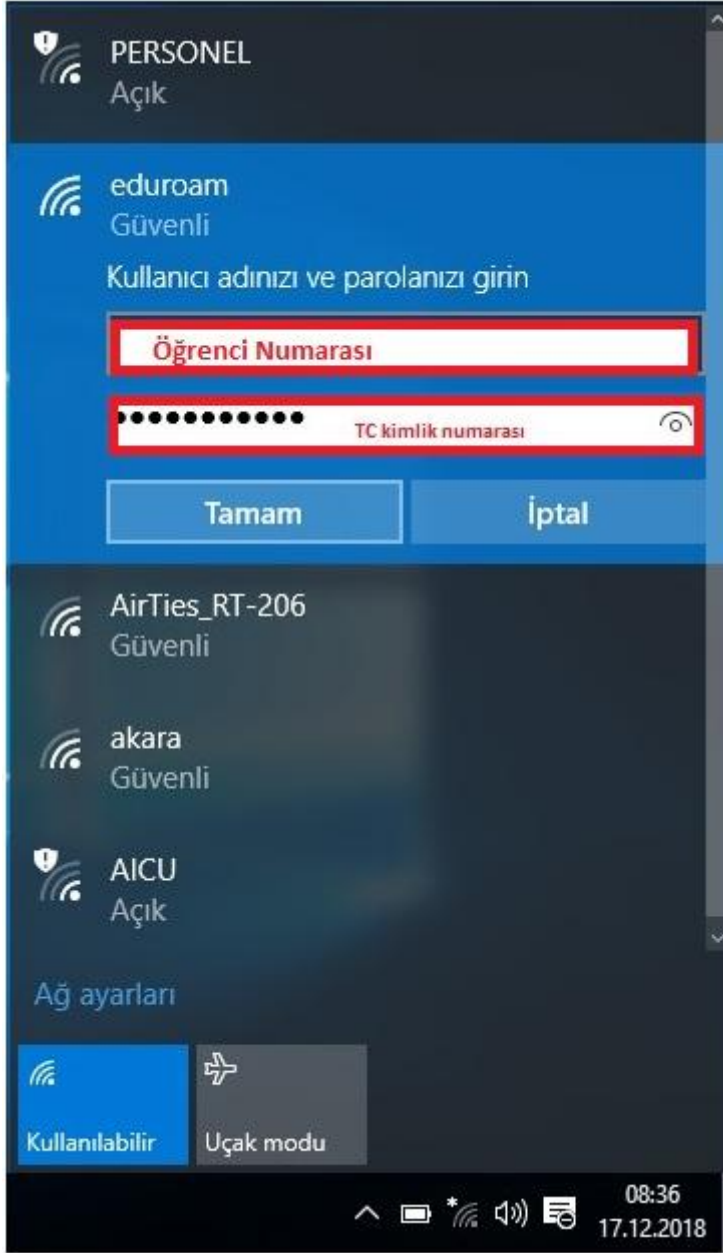 PERSONEL
Açık
eduroam
Güvenli
Kullanıcı adınızı ve parolanızı girin
Öğrenci Numarası
●●●●●●●●●●● TC kimlik numarası
Tamam İptal
AirTies_RT-206
Güvenli
akara
Güvenli
AICU
Açık
Ağ ayarları
Kullanılabilir Uçak modu
08:36
17.12.2018